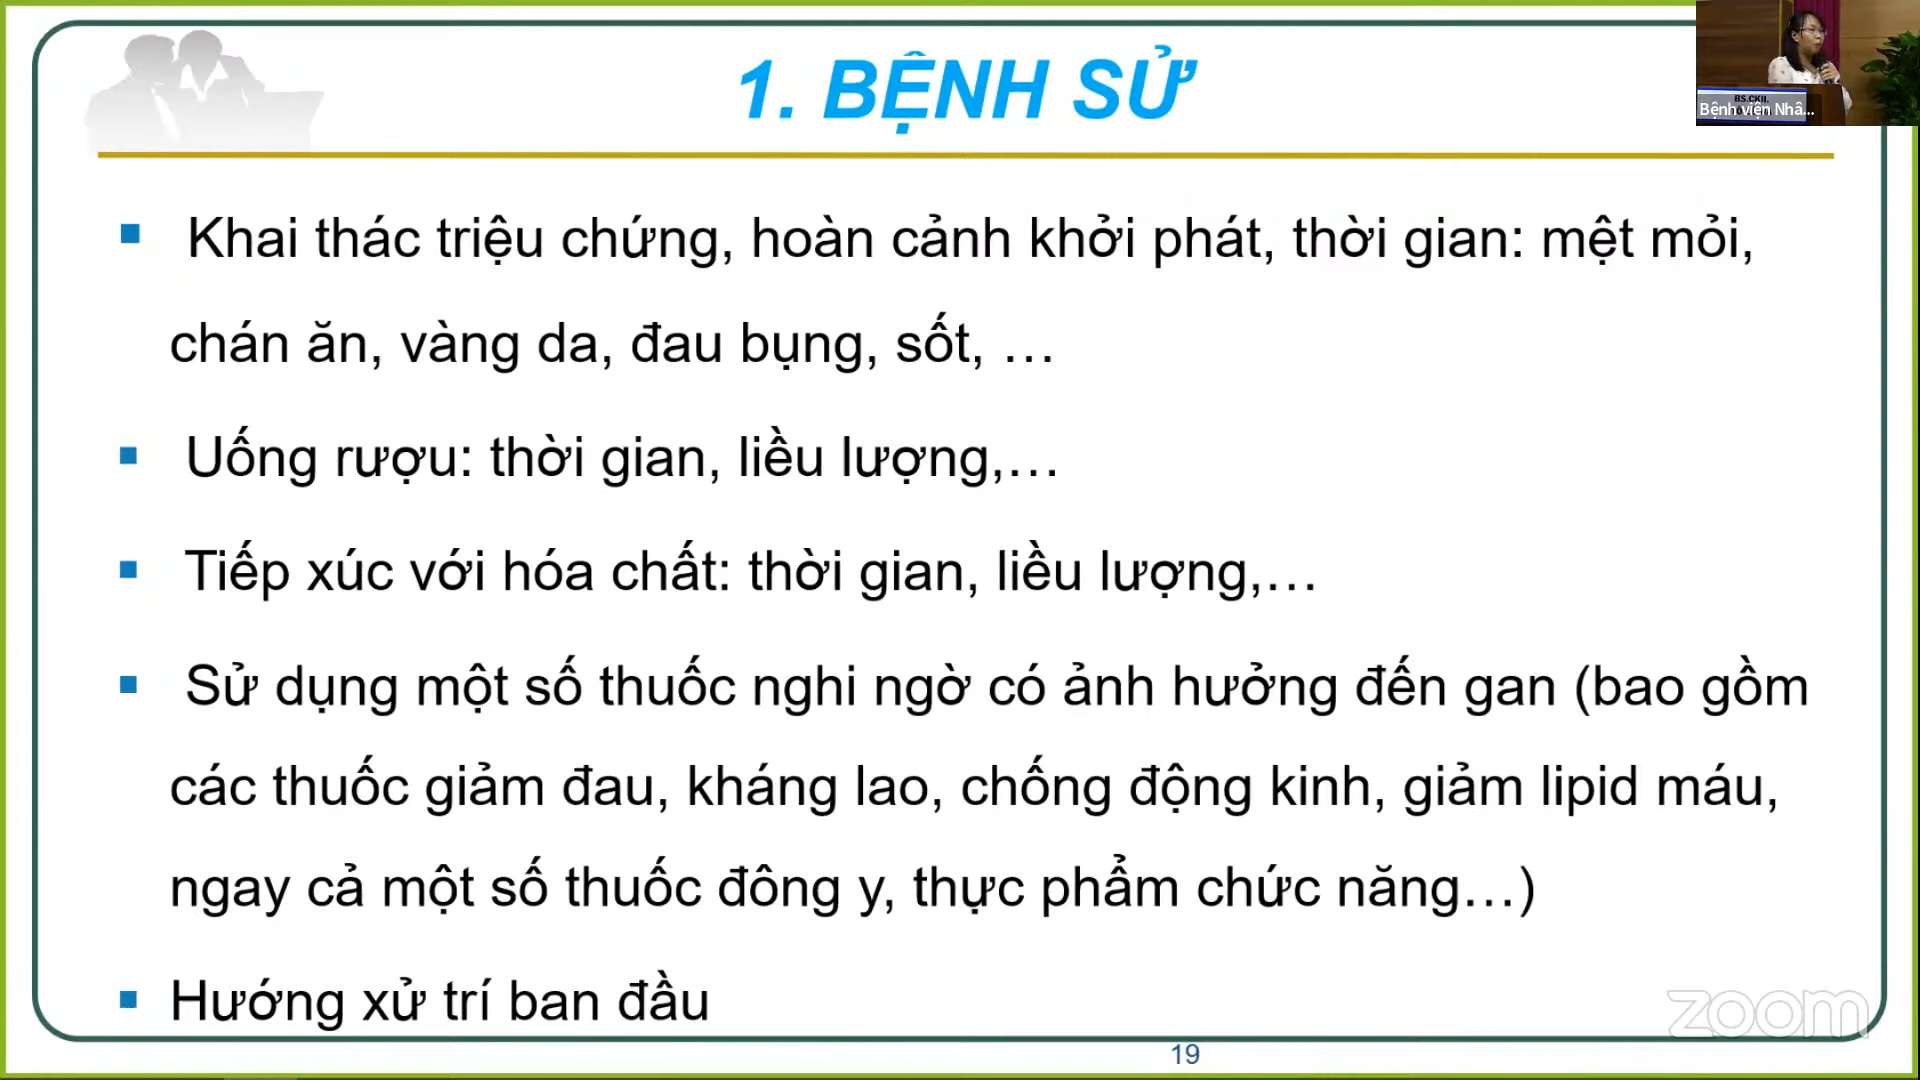 1. BỆNH SỬ
BS.CKII.
Bệnh viện Nhâ...
Khai thác triệu chứng, hoàn cảnh khởi phát, thời gian: mệt mỏi,
chán ăn, vàng da, đau bụng, sốt, …
Uống rượu: thời gian, liều lượng,…
Tiếp xúc với hóa chất: thời gian, liều lượng,…
Sử dụng một số thuốc nghi ngờ có ảnh hưởng đến gan (bao gồm
các thuốc giảm đau, kháng lao, chống động kinh, giảm lipid máu,
ngay cả một số thuốc đông y, thực phẩm chức năng…)
Hướng xử trí ban đầu
zoom
19